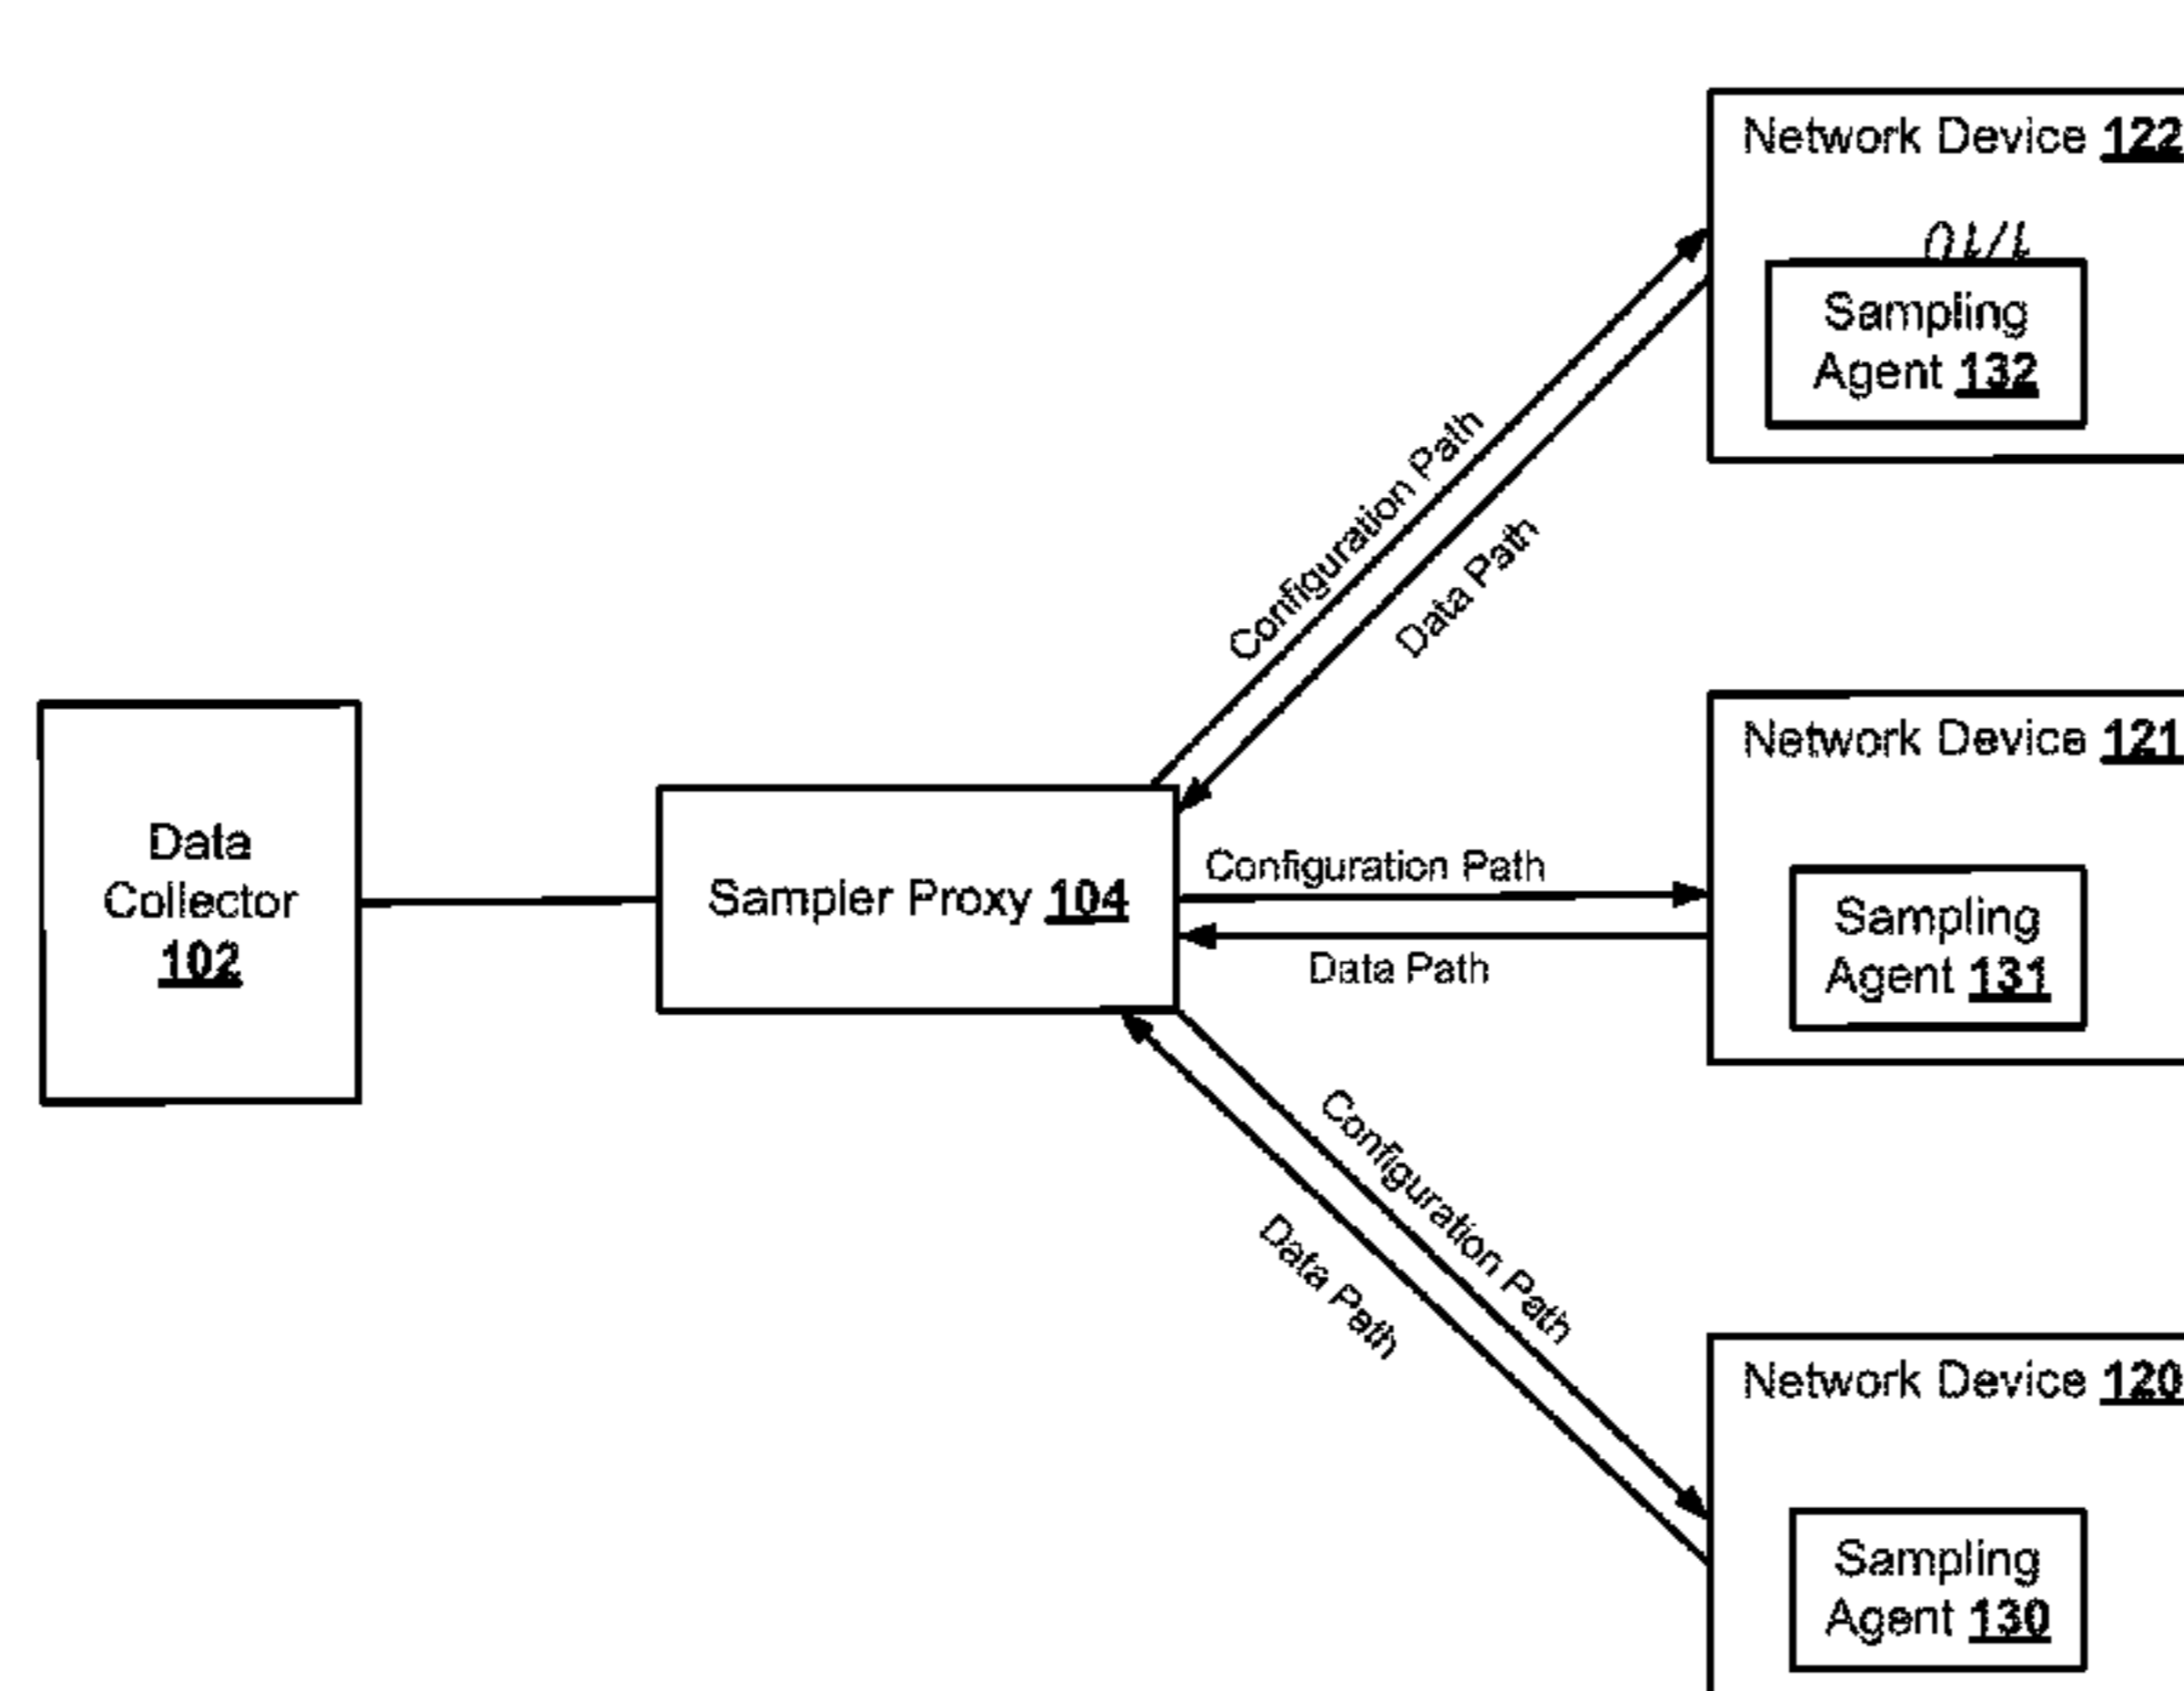 Network Device 122
Sampling
Agent 132
Configuration Path
Data Path
Network Device 121
Data
Collector
102
Sampler Proxy 104
Configuration Path
Data Path
Sampling
Agent 131
Configuration Path
Data Path
Network Device 120
Sampling
Agent 130